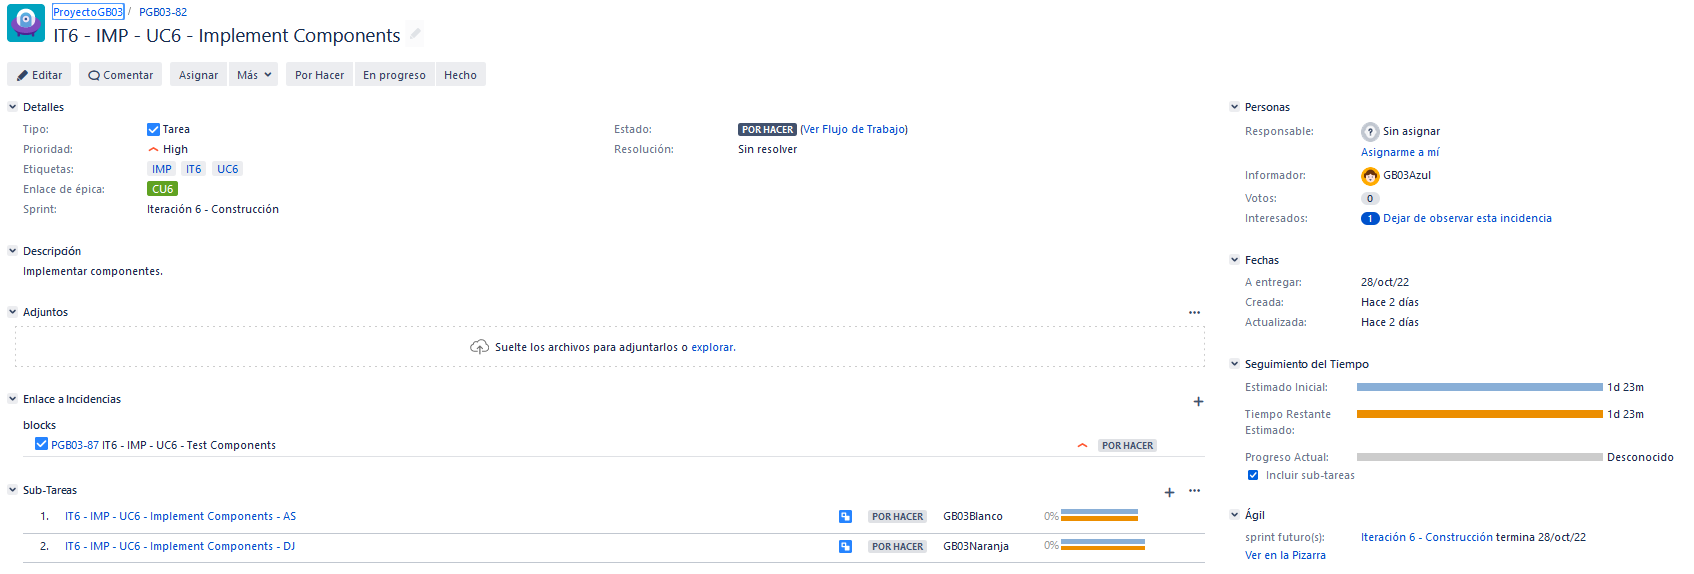 ProyectoGB03 / PGB03-82
IT6 - IMP - UC6 - Implement Components
Editar Comentar Asignar Más Por Hacer En progreso Hecho
Detalles
Tipo: Tarea
Prioridad: High
Etiquetas: IMP IT6 UC6
Enlace de épica: CU6
Sprint: Iteración 6 - Construcción
Estado: POR HACER (Ver Flujo de Trabajo)
Resolución: Sin resolver
Descripción
Implementar componentes.
Adjuntos
Suelte los archivos para adjuntarlos o explorar.
Enlace a Incidencias
blocks
PGB03-87 IT6 - IMP - UC6 - Test Components POR HACER
Sub-Tareas
1. IT6 - IMP - UC6 - Implement Components - AS POR HACER GB03Blanco 0%
2. IT6 - IMP - UC6 - Implement Components - DJ POR HACER GB03Naranja 0%
Personas
Responsable: ? Sin asignar
Asignarme a mí
Informador: GB03Azul
Votos: 0
Interesados: 1 Dejar de observar esta incidencia
Fechas
A entregar: 28/oct/22
Creada: Hace 2 días
Actualizada: Hace 2 días
Seguimiento del Tiempo
Estimado Inicial: 1d 23m
Tiempo Restante 1d 23m
Estimado:
Progreso Actual: Desconocido
Incluir sub-tareas
Ágil
sprint futuro(s): Iteración 6 - Construcción termina 28/oct/22
Ver en la Pizarra